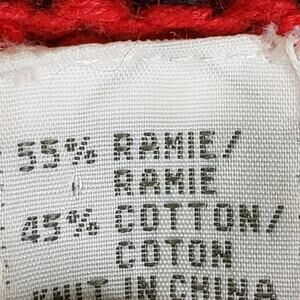 55% RAMIE/
RAMIE
45% COTTON/
COTON
KNIT IN CHINA